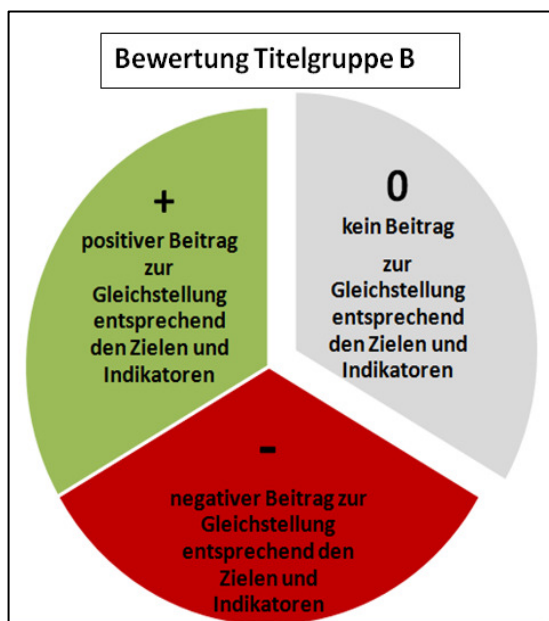 Bewertung Titelgruppe B
+
positiver Beitrag
zur
Gleichstellung
entsprechend
den Zielen und
Indikatoren
0
kein Beitrag
zur
Gleichstellung
entsprechend
den Zielen und
Indikatoren
-
negativer Beitrag zur
Gleichstellung
entsprechend den
Zielen und
Indikatoren